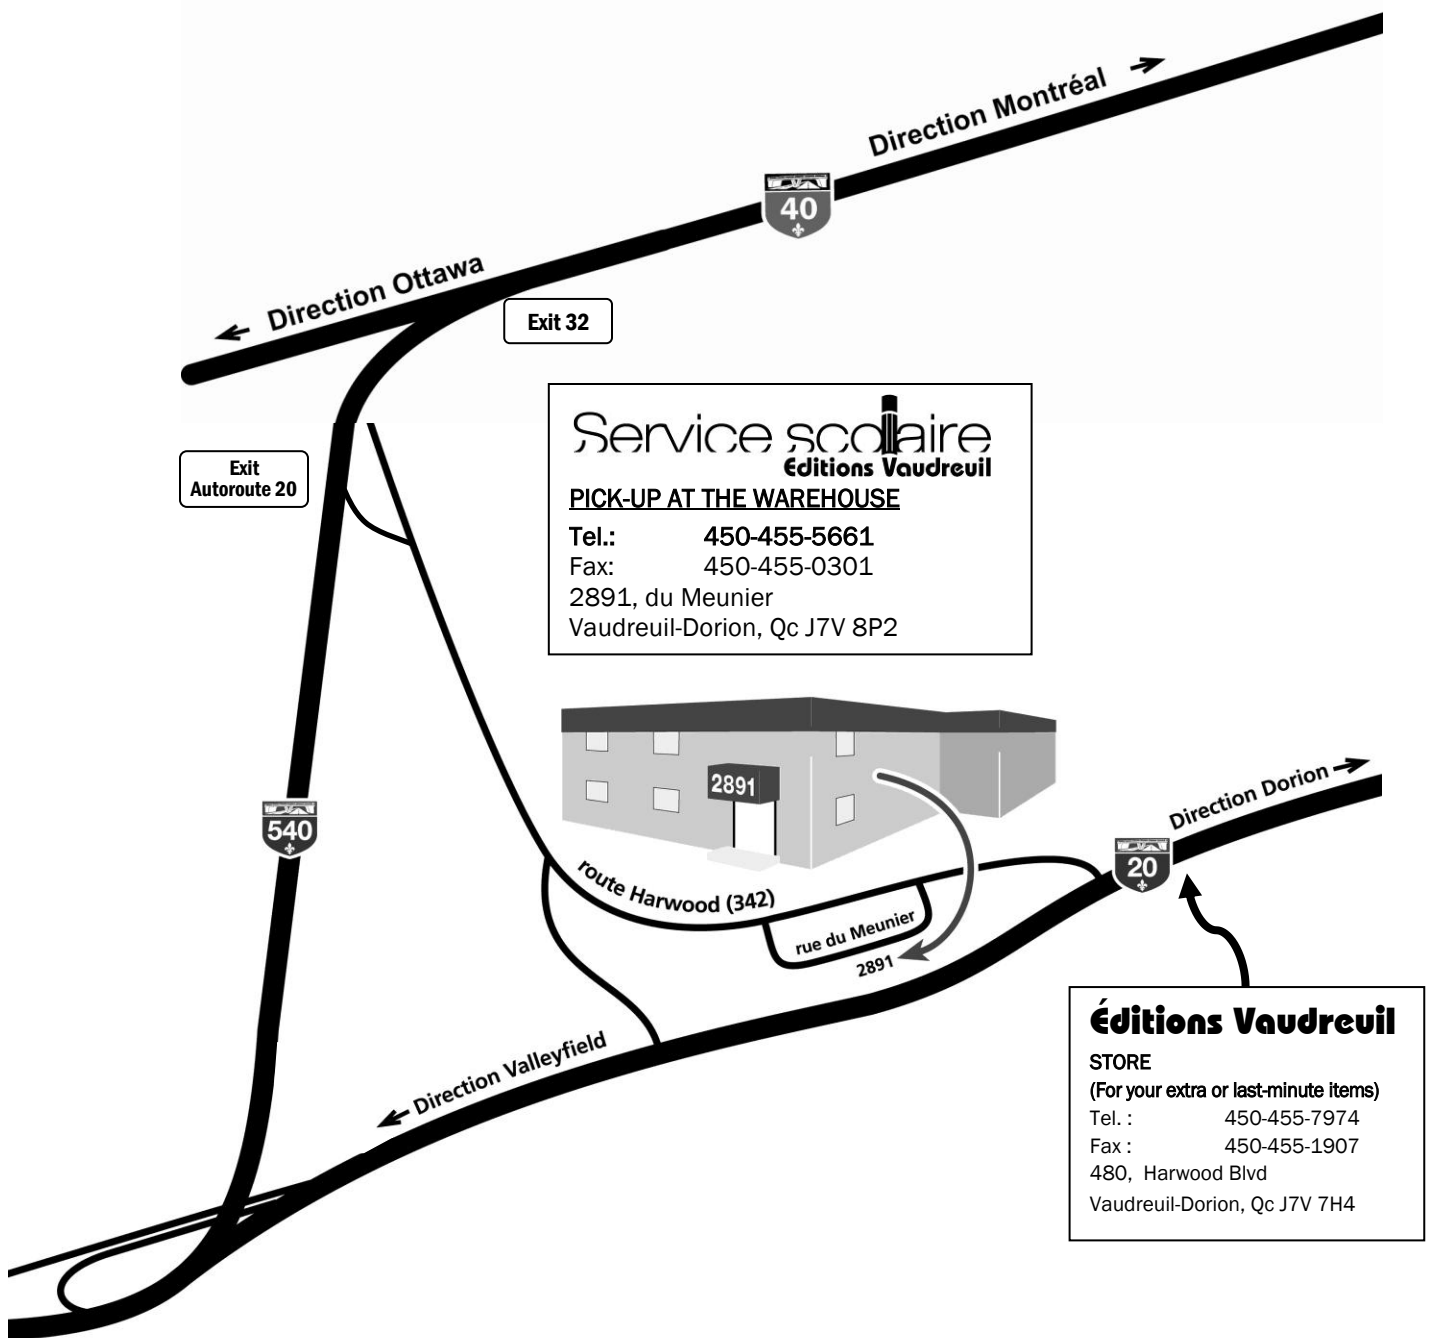 Direction Montréal
40
Direction Ottawa
Exit 32
Service scolaire
Editions Vaudreuil
PICK-UP AT THE WAREHOUSE
Tel.: 450-455-5661
Fax: 450-455-0301
2891, du Meunier
Vaudreuil-Dorion, Qc J7V 8P2
Exit
Autoroute 20
2891
540
Direction Dorion
20
route Harwood (342)
rue du Meunier
2891
Direction Valleyfield
Éditions Vaudreuil
STORE
(For your extra or last-minute items)
Tel. : 450-455-7974
Fax : 450-455-1907
480, Harwood Blvd
Vaudreuil-Dorion, Qc J7V 7H4